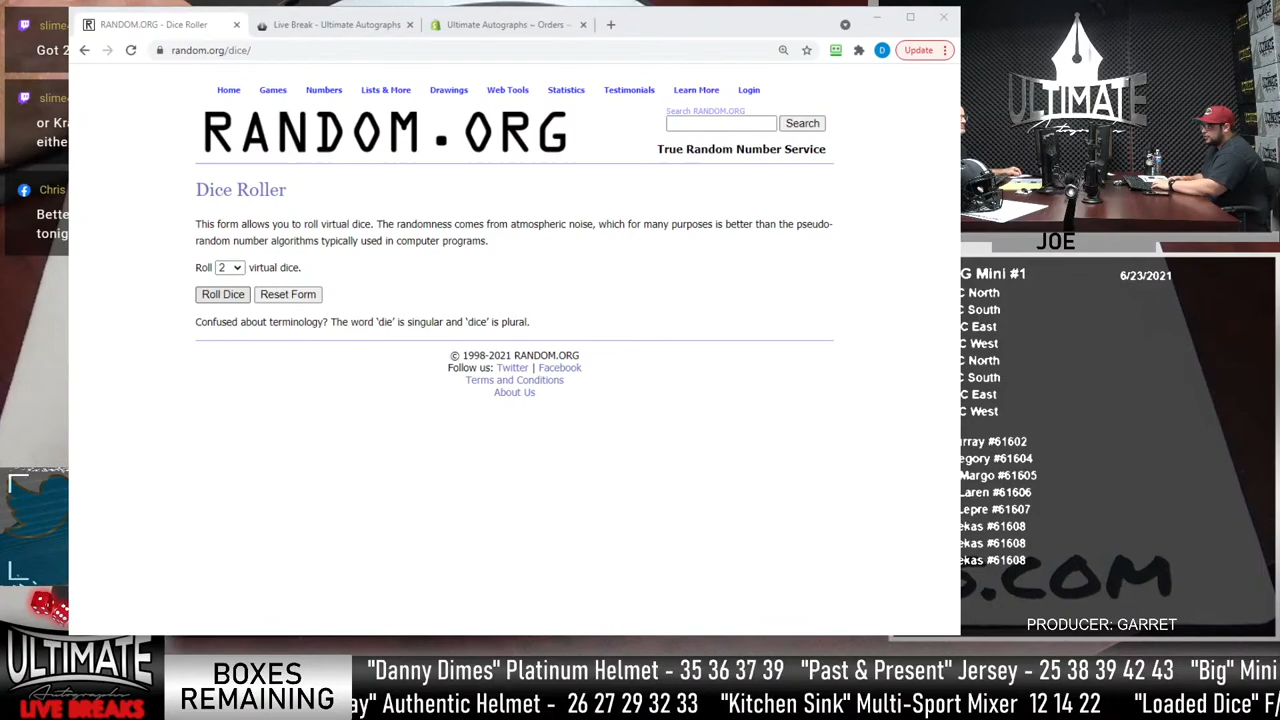 RANDOM.ORG - Dice Roller
Live Break - Ultimate Autographs
Ultimate Autographs ~ Orders ~
random.org/dice/
D
Update
slime
Got 2
slime
or Kra
either
Chris
Better
tonig
Home Games Numbers Lists & More Drawings Web Tools Statistics Testimonials Learn More Login
RANDOM.ORG
Search RANDOM.ORG
Search
True Random Number Service
Dice Roller
This form allows you to roll virtual dice. The randomness comes from atmospheric noise, which for many purposes is better than the pseudo-
random number algorithms typically used in computer programs.
Roll 2 virtual dice.
Roll Dice Reset Form
Confused about terminology? The word 'die' is singular and 'dice' is plural.
© 1998-2021 RANDOM.ORG
Follow us: Twitter | Facebook
Terms and Conditions
About Us
ULTIMAT
Autographs
JOE
G Mini #1 6/23/2021
C North
C South
C East
C West
C North
C South
C East
C West
rray #61602
egory #61604
Margo #61605
Laren #61606
Lepre #61607
ekas #61608
ekas #61608
ekas #61608
S.COM
PRODUCER: GARRET
ULTIMATE
Autographs
LIVE BREAKS
BOXES
REMAINING
"Danny Dimes" Platinum Helmet - 35 36 37 39 "Past & Present" Jersey - 25 38 39 42 43 "Big" Mini
ay" Authentic Helmet - 26 27 29 32 33 "Kitchen Sink" Multi-Sport Mixer 12 14 22 "Loaded Dice" F/